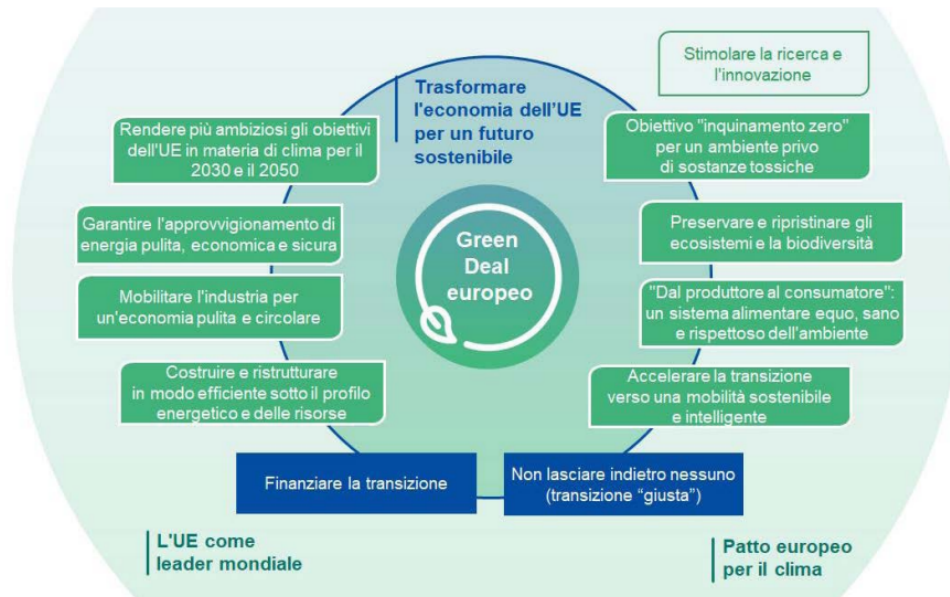 Trasformare
l'economia dell'UE
per un futuro
sostenibile
Stimolare la ricerca e
l'innovazione
Rendere più ambiziosi gli obiettivi
dell'UE in materia di clima per il
2030 e il 2050
Obiettivo "inquinamento zero"
per un ambiente privo
di sostanze tossiche
Garantire l'approvvigionamento di
energia pulita, economica e sicura
Preservare e ripristinare gli
ecosistemi e la biodiversità
Green
Deal
europeo
Mobilitare l'industria per
un'economia pulita e circolare
"Dal produttore al consumatore":
un sistema alimentare equo, sano
e rispettoso dell'ambiente
Costruire e ristrutturare
in modo efficiente sotto il profilo
energetico e delle risorse
Accelerare la transizione
verso una mobilità sostenibile
e intelligente
Finanziare la transizione
Non lasciare indietro nessuno
(transizione “giusta”)
L'UE come
leader mondiale
Patto europeo
per il clima